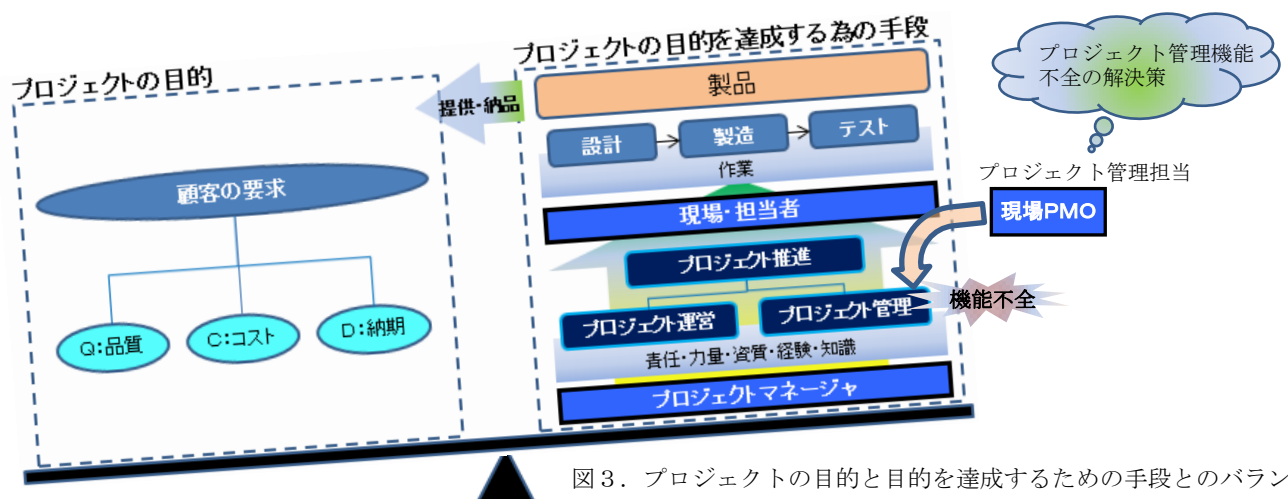 プロジェクトの目的
顧客の要求
Q:品質
C:コスト
D:納期
提供・納品
プロジェクトの目的を達成する為の手段
製品
設計
製造
テスト
作業
現場・担当者
プロジェクト推進
プロジェクト運営
プロジェクト管理
責任・力量・資質・経験・知識
プロジェクトマネージャ
プロジェクト管理機能
不全の解決策
プロジェクト管理担当
現場PMO
機能不全
図３．プロジェクトの目的と目的を達成するための手段とのバラン